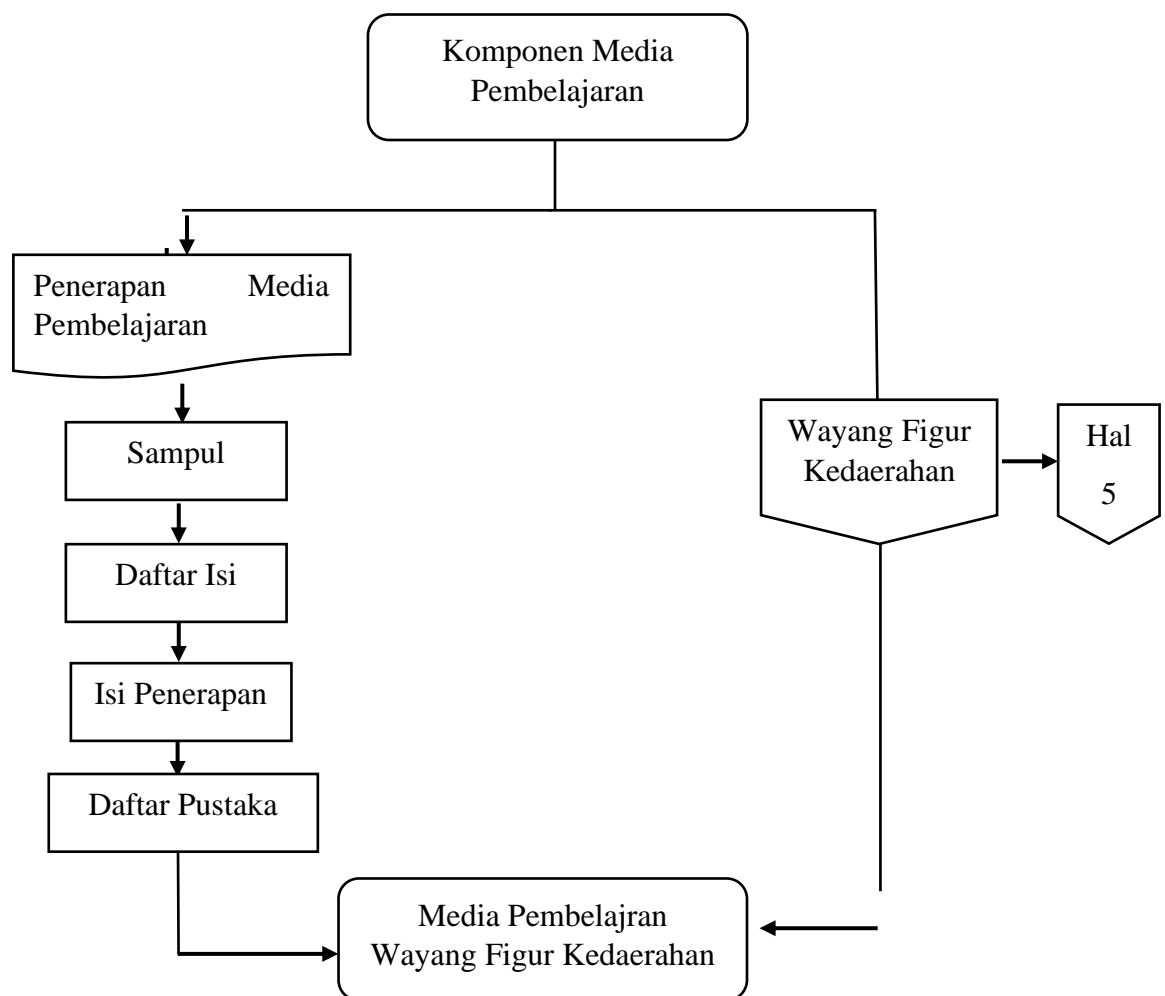 Komponen Media
Pembelajaran
Penerapan Media
Pembelajaran
Sampul
Daftar Isi
Isi Penerapan
Daftar Pustaka
Wayang Figur
Kedaerahan
Hal
5
Media Pembelajran
Wayang Figur Kedaerahan